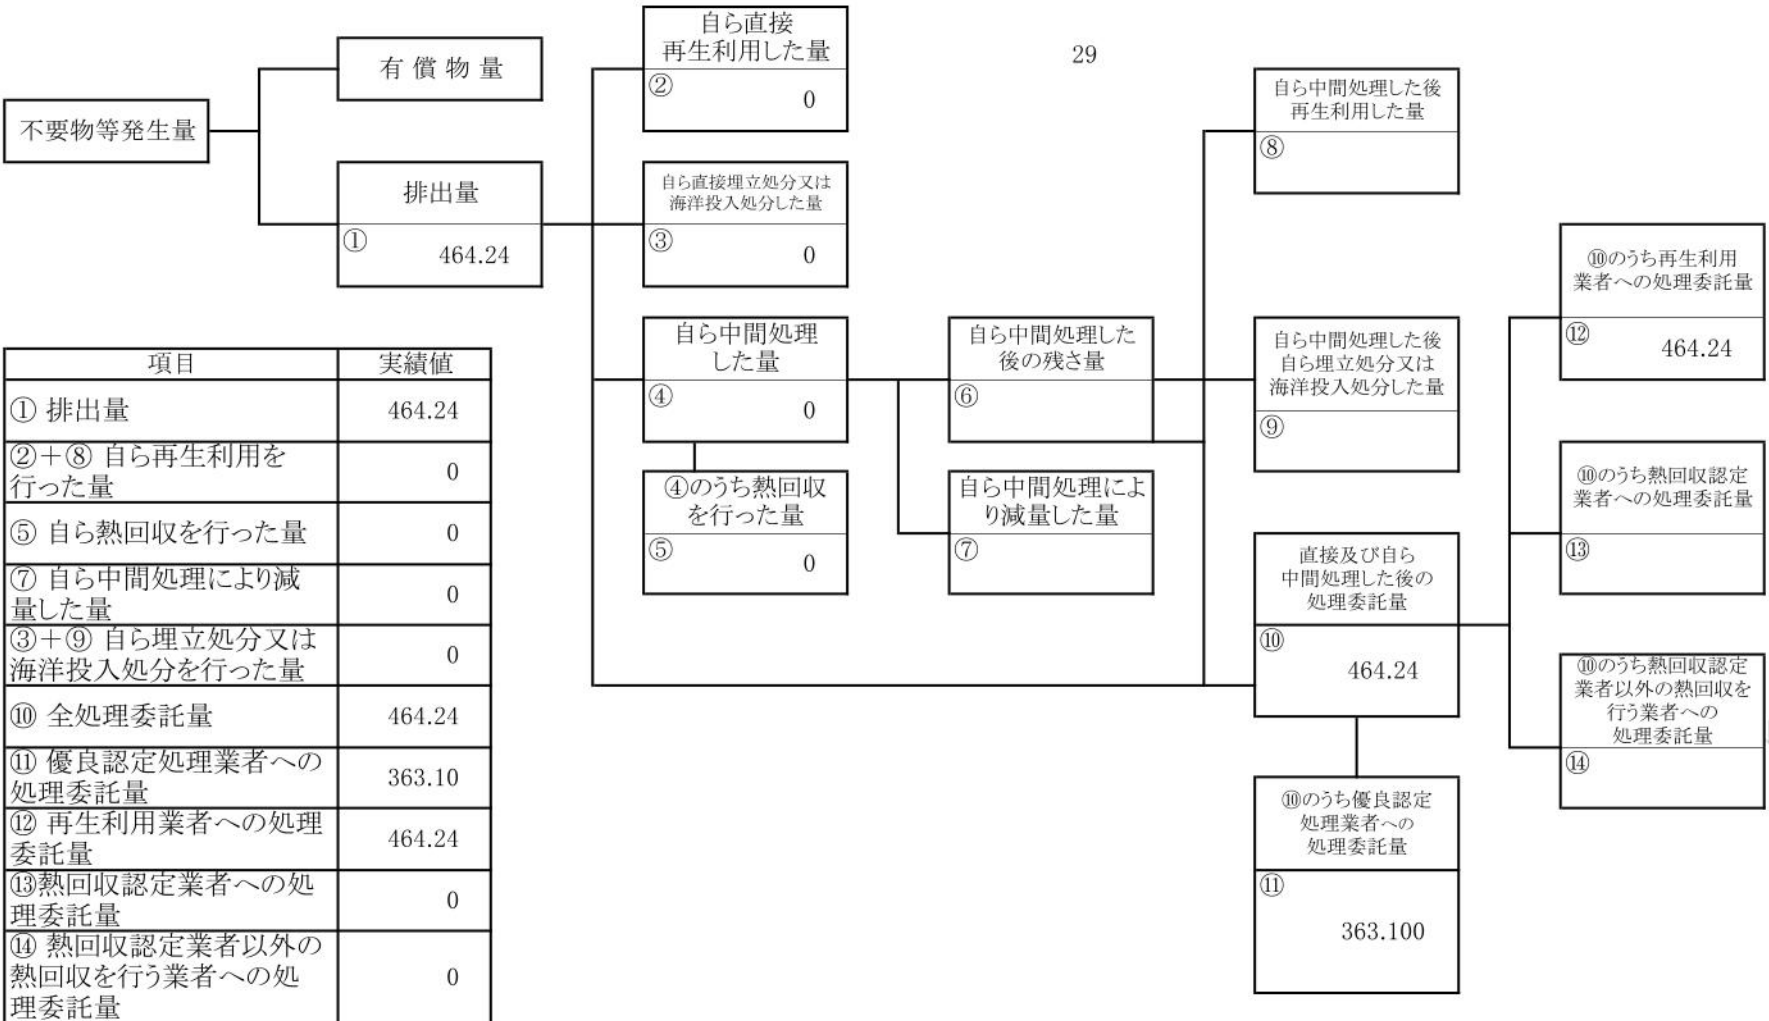 29
不要物等発生量
有 償 物 量
排出量
①
464.24
自ら直接
再生利用した量
②
0
自ら直接埋立処分又は
海洋投入処分した量
③
0
自ら中間処理
した量
④
0
④のうち熱回収
を行った量
⑤
0
自ら中間処理した
後の残さ量
⑥
自ら中間処理によ
り減量した量
⑦
自ら中間処理した後
再生利用した量
⑧
自ら中間処理した後
自ら埋立処分又は
海洋投入処分した量
⑨
直接及び自ら
中間処理した後の
処理委託量
⑩
464.24
⑩のうち優良認定
処理業者への
処理委託量
⑪
363.100
⑩のうち再生利用
業者への処理委託量
⑫
464.24
⑩のうち熱回収認定
業者への処理委託量
⑬
⑩のうち熱回収認定
業者以外の熱回収を
行う業者への
処理委託量
⑭
項目 実績値
① 排出量 464.24
②＋⑧ 自ら再生利用を
行った量
0
⑤ 自ら熱回収を行った量 0
⑦ 自ら中間処理により減
量した量
0
③＋⑨ 自ら埋立処分又は
海洋投入処分を行った量
0
⑩ 全処理委託量 464.24
⑪ 優良認定処理業者への
処理委託量
363.10
⑫ 再生利用業者への処理
委託量
464.24
⑬熱回収認定業者への処
理委託量
0
⑭ 熱回収認定業者以外の
熱回収を行う業者への処
理委託量
0